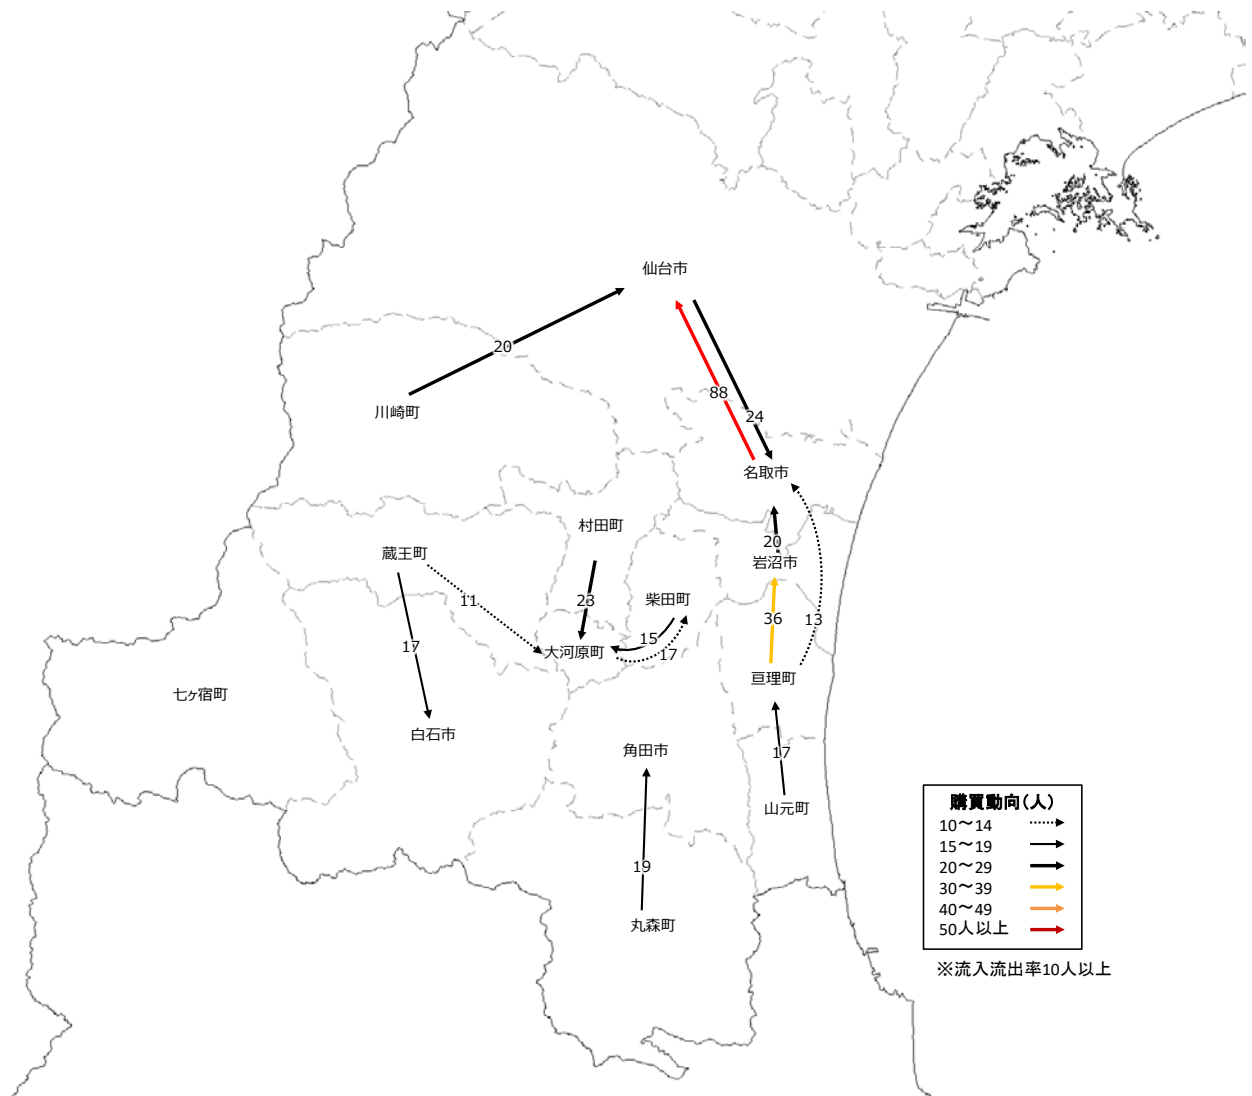 仙台市
20
88
24
川崎町
名取市
村田町
20
蔵王町
岩沼市
11
23
柴田町
36
13
15
17
17
大河原町
亘理町
七ヶ宿町
白石市
角田市
17
山元町
19
丸森町
購買動向(人)
10～14
15～19
20～29
30～39
40～49
50人以上
※流入流出率10人以上